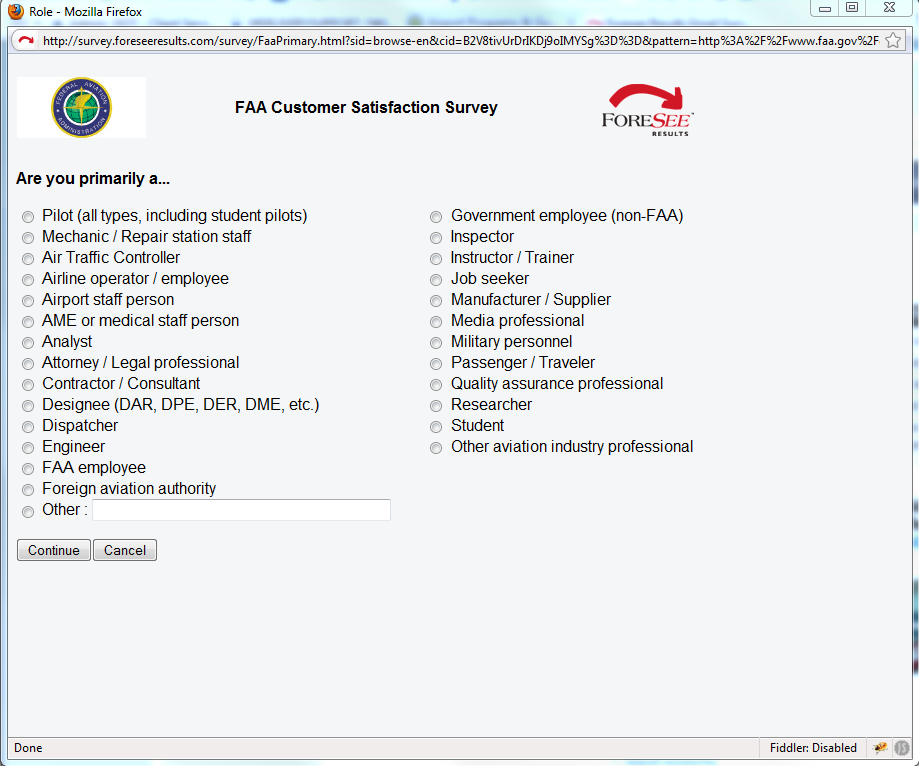 Role - Mozilla Firefox
http://survey.foreseeresults.com/survey/FaaPrimary.html?sid=browse-en&cid=B2V8tivUrDrIKDj9oIMYSg%3D%3D&pattern=http%3A%2F%2Fwww.faa.gov%2F
FEDERAL AVIATION ADMINISTRATION
FAA Customer Satisfaction Survey
FORESEE™
RESULTS
Are you primarily a...
Pilot (all types, including student pilots)
Mechanic / Repair station staff
Air Traffic Controller
Airline operator / employee
Airport staff person
AME or medical staff person
Analyst
Attorney / Legal professional
Contractor / Consultant
Designee (DAR, DPE, DER, DME, etc.)
Dispatcher
Engineer
FAA employee
Foreign aviation authority
Other :
Government employee (non-FAA)
Inspector
Instructor / Trainer
Job seeker
Manufacturer / Supplier
Media professional
Military personnel
Passenger / Traveler
Quality assurance professional
Researcher
Student
Other aviation industry professional
Continue
Cancel
Done
Fiddler: Disabled